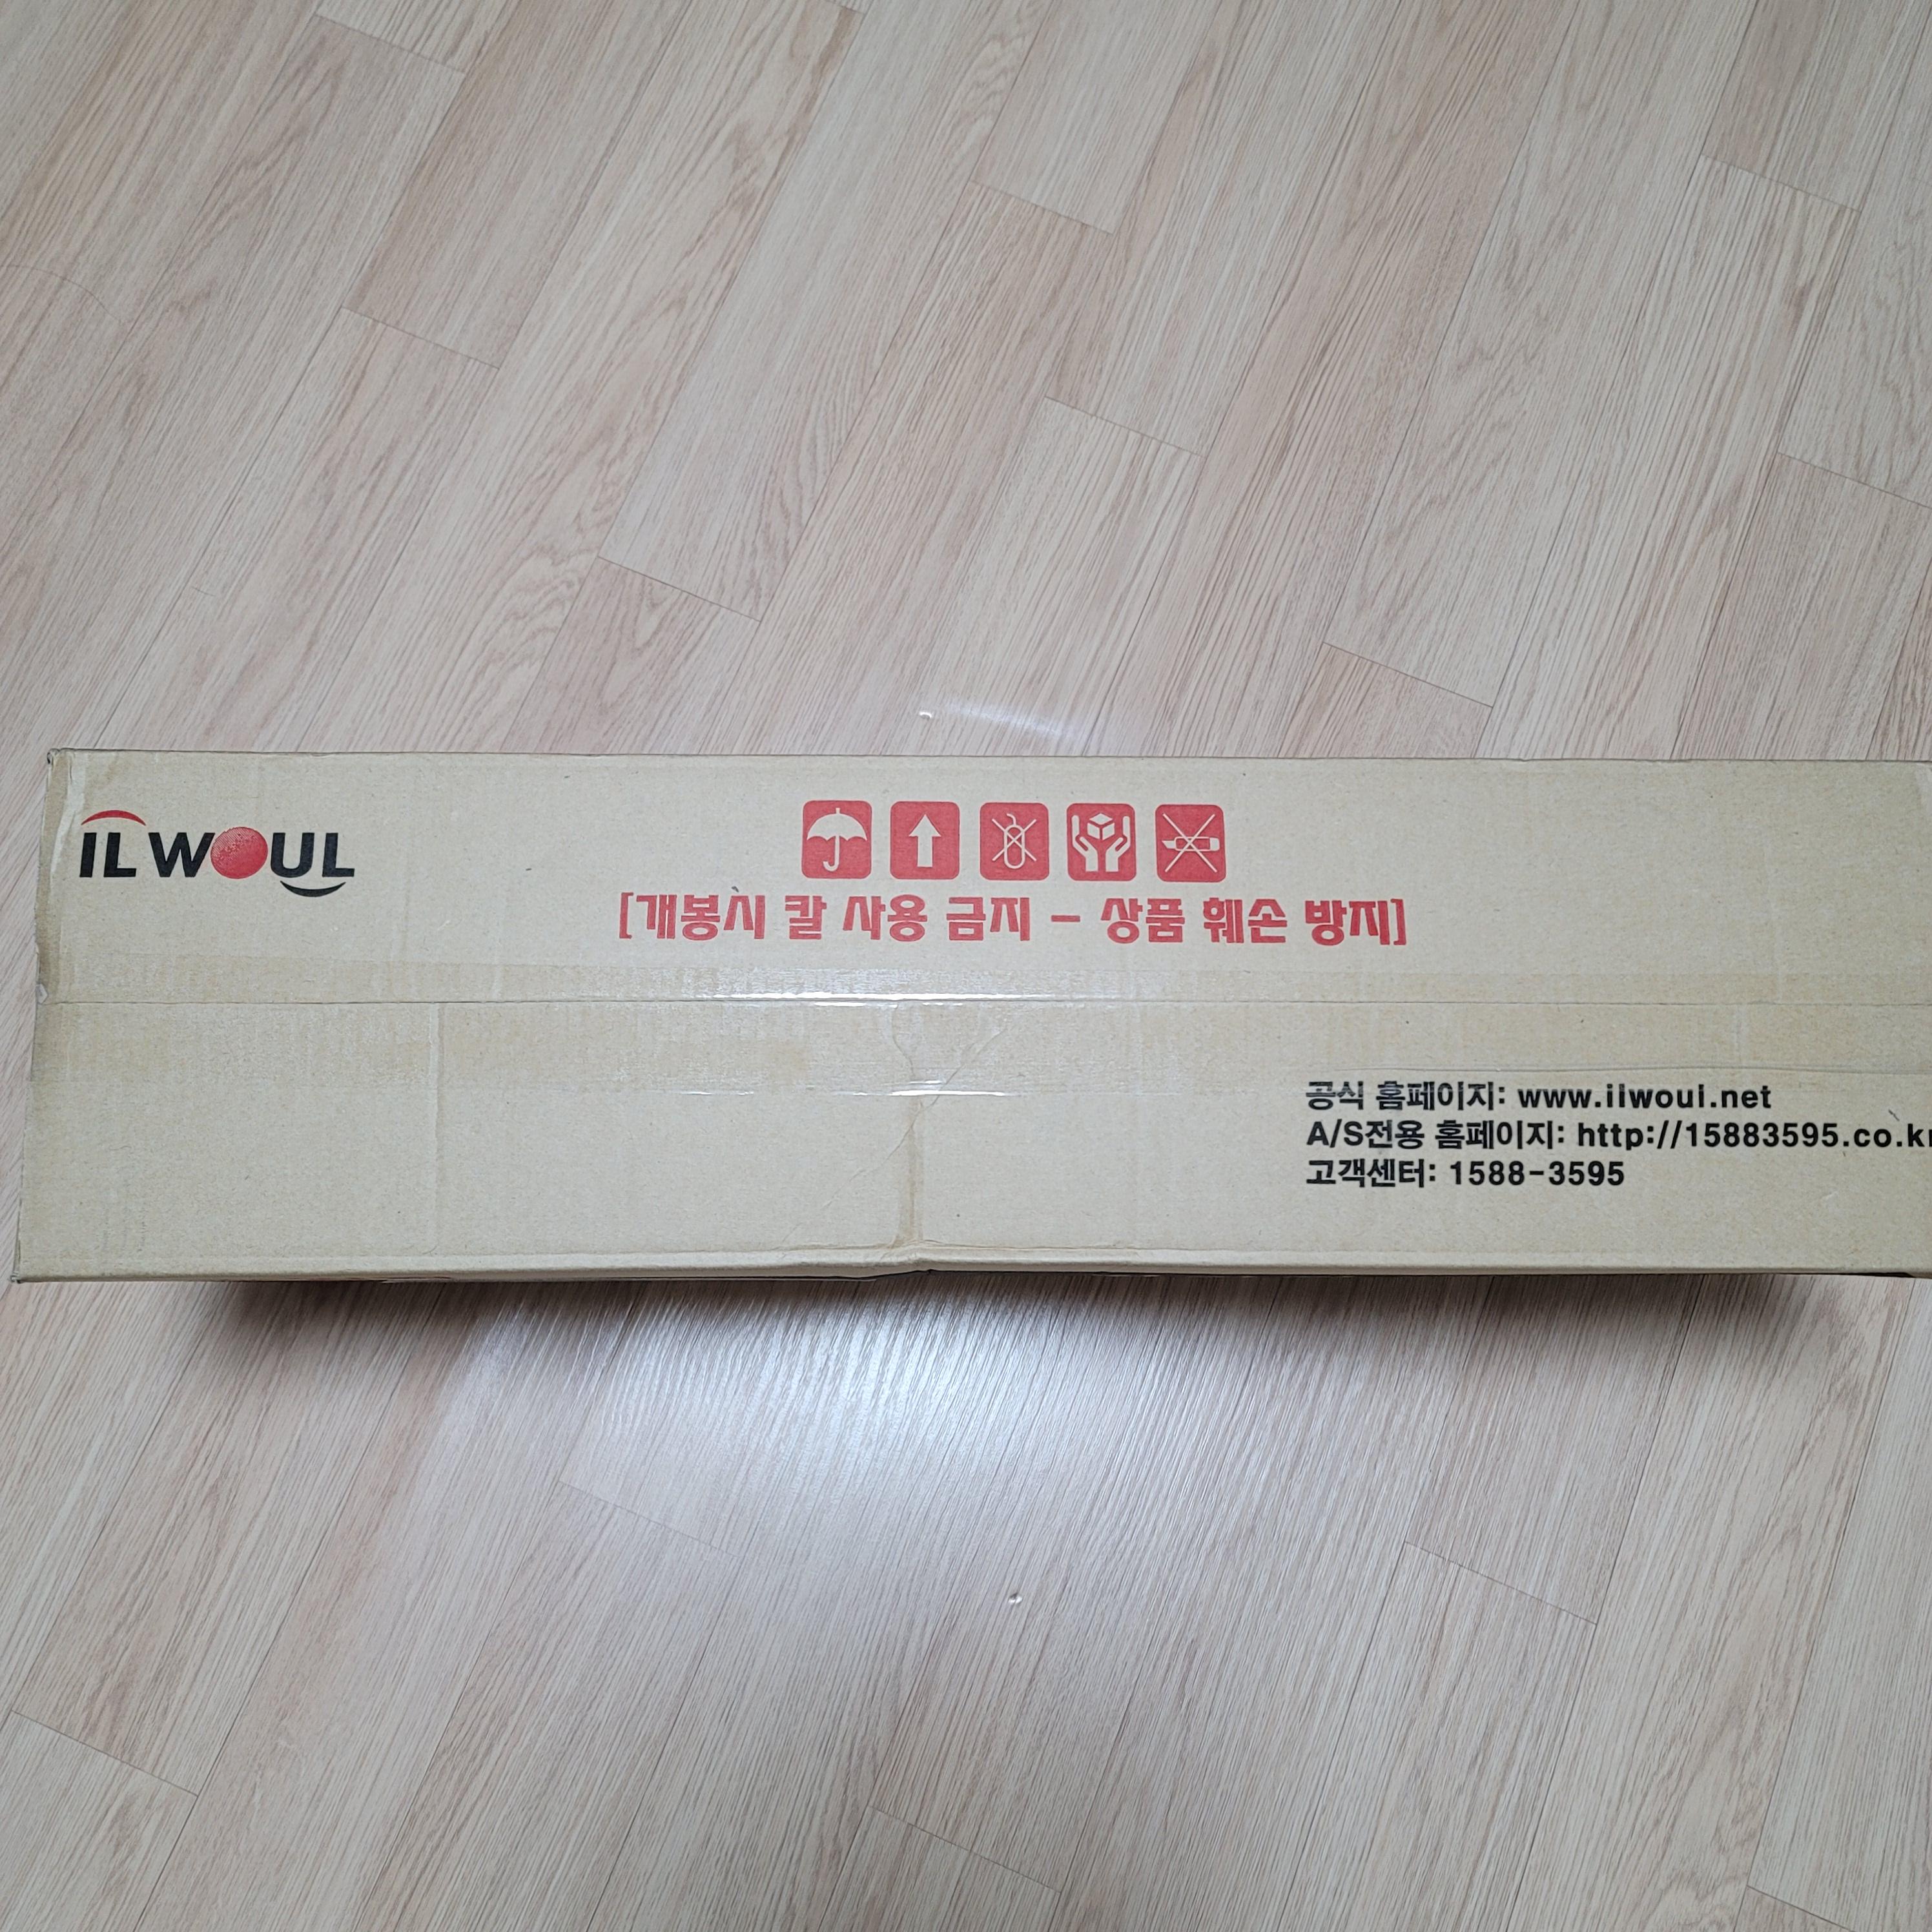 IL WOUL
[개봉시 칼 사용 금지 - 상품 훼손 방지]
공식 홈페이지: www.ilwoul.net
A/S전용 홈페이지: http://15883595.co.kr
고객센터: 1588-3595